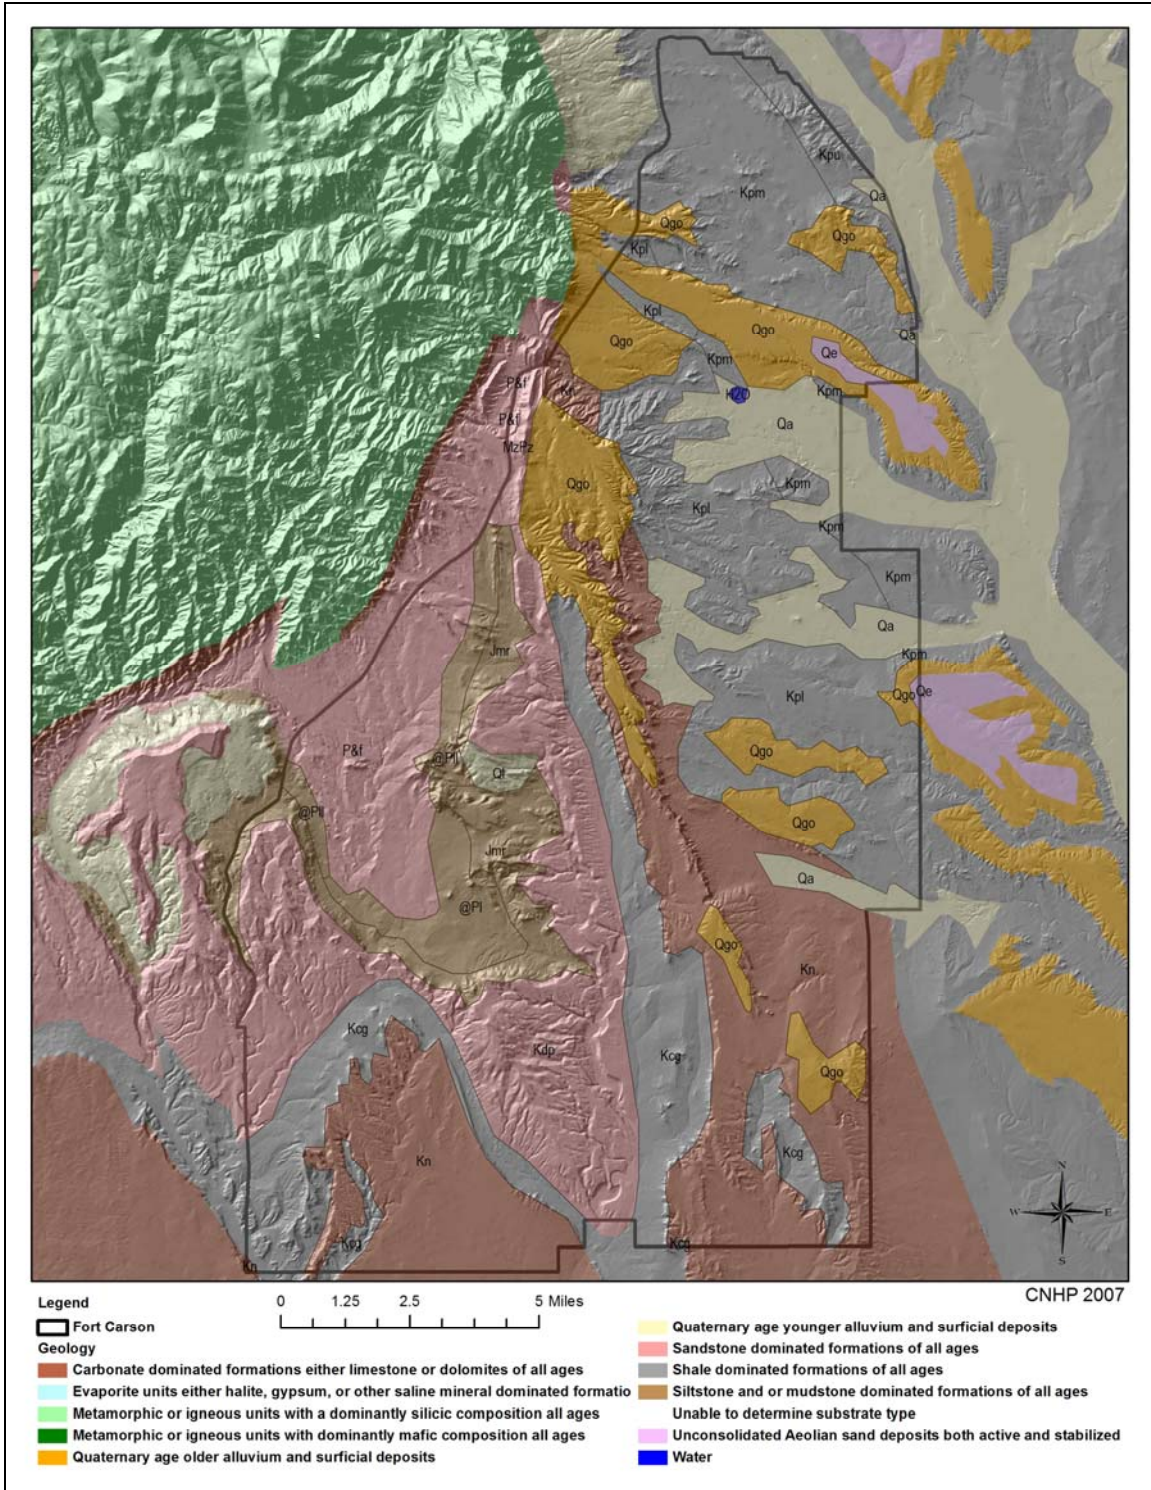 Kpu
Kpm
Qa
Qgo
Qgo
Kpl
Kpl
Qgo
Qgo
Qa
Qe
Kpm
P&f
Kn
H2O
Kpm
P&f
Qa
MzPz
Qgo
Kpm
Kpl
Kpm
Kpm
Qa
Jmr
Kpm
Qgo
Qe
Kpl
P&f
@Pll
Qgo
Qf
@Pll
Qgo
Jmr
Qa
@Pl
Qgo
Kn
Kcg
Kdp
Kcg
Qgo
Kcg
Kn
Kcg
Kcg
Kn
N
W
E
S
CNHP 2007
Legend
Fort Carson
0 1.25 2.5 5 Miles
Geology
Carbonate dominated formations either limestone or dolomites of all ages
Evaporite units either halite, gypsum, or other saline mineral dominated formatio
Metamorphic or igneous units with a dominantly silicic composition all ages
Metamorphic or igneous units with dominantly mafic composition all ages
Quaternary age older alluvium and surficial deposits
Quaternary age younger alluvium and surficial deposits
Sandstone dominated formations of all ages
Shale dominated formations of all ages
Siltstone and or mudstone dominated formations of all ages
Unable to determine substrate type
Unconsolidated Aeolian sand deposits both active and stabilized
Water